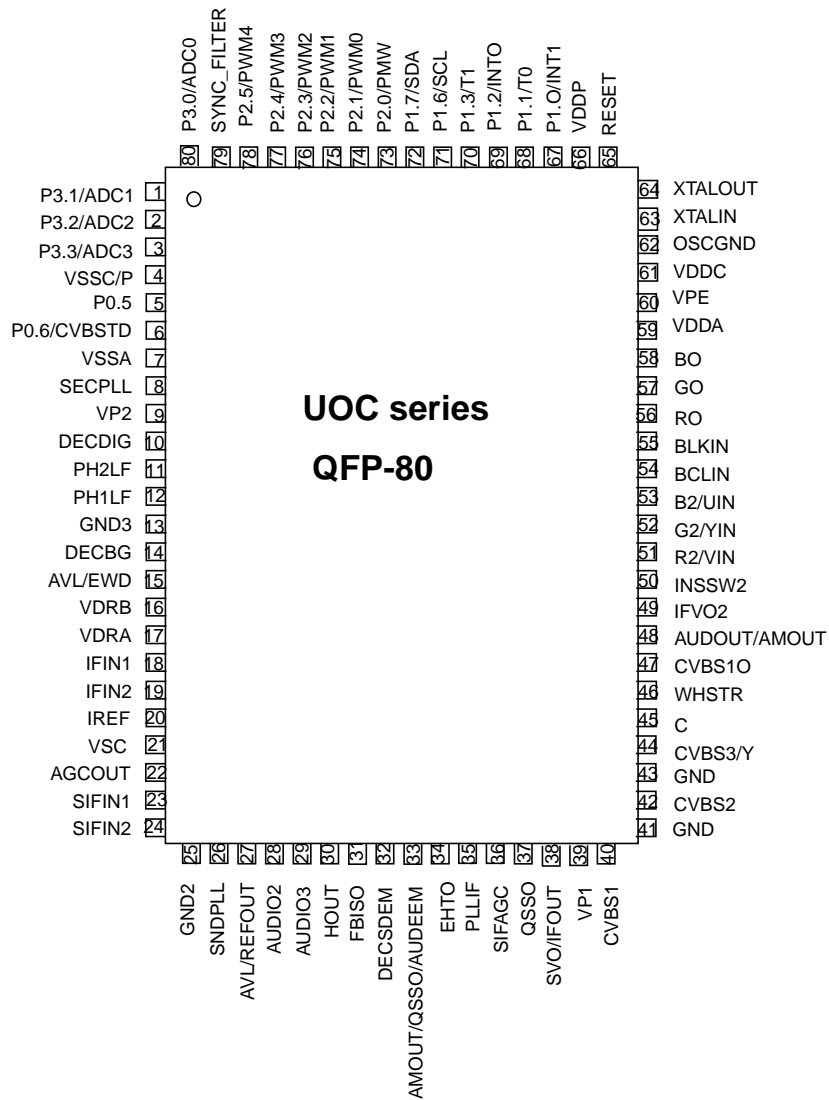 P3.0/ADC0
SYNC_FILTER
P2.5/PWM4
P2.4/PWM3
P2.3/PWM2
P2.2/PWM1
P2.1/PWM0
P2.0/PMW
P1.7/SDA
P1.6/SCL
P1.3/T1
P1.2/INTO
P1.1/T0
P1.O/INT1
VDDP
RESET
80
79
78
77
76
75
74
73
72
71
70
69
68
67
66
65
P3.1/ADC1 1
P3.2/ADC2 2
P3.3/ADC3 3
VSSC/P 4
P0.5 5
P0.6/CVBSTD 6
VSSA 7
SECPLL 8
VP2 9
DECDIG 10
PH2LF 11
PH1LF 12
GND3 13
DECBG 14
AVL/EWD 15
VDRB 16
VDRA 17
IFIN1 18
IFIN2 19
IREF 20
VSC 21
AGCOUT 22
SIFIN1 23
SIFIN2 24
UOC series
QFP-80
64 XTALOUT
63 XTALIN
62 OSCGND
61 VDDC
60 VPE
59 VDDA
58 BO
57 GO
56 RO
55 BLKIN
54 BCLIN
53 B2/UIN
52 G2/YIN
51 R2/VIN
50 INSSW2
49 IFVO2
48 AUDOUT/AMOUT
47 CVBS1O
46 WHSTR
45 C
44 CVBS3/Y
43 GND
42 CVBS2
41 GND
25
26
27
28
29
30
31
32
33
34
35
36
37
38
39
40
GND2
SNDPLL
AVL/REFOUT
AUDIO2
AUDIO3
HOUT
FBISO
DECSDEM
AMOUT/QSSO/AUDEEM
EHTO
PLLIF
SIFAGC
QSSO
SVO/IFOUT
VP1
CVBS1